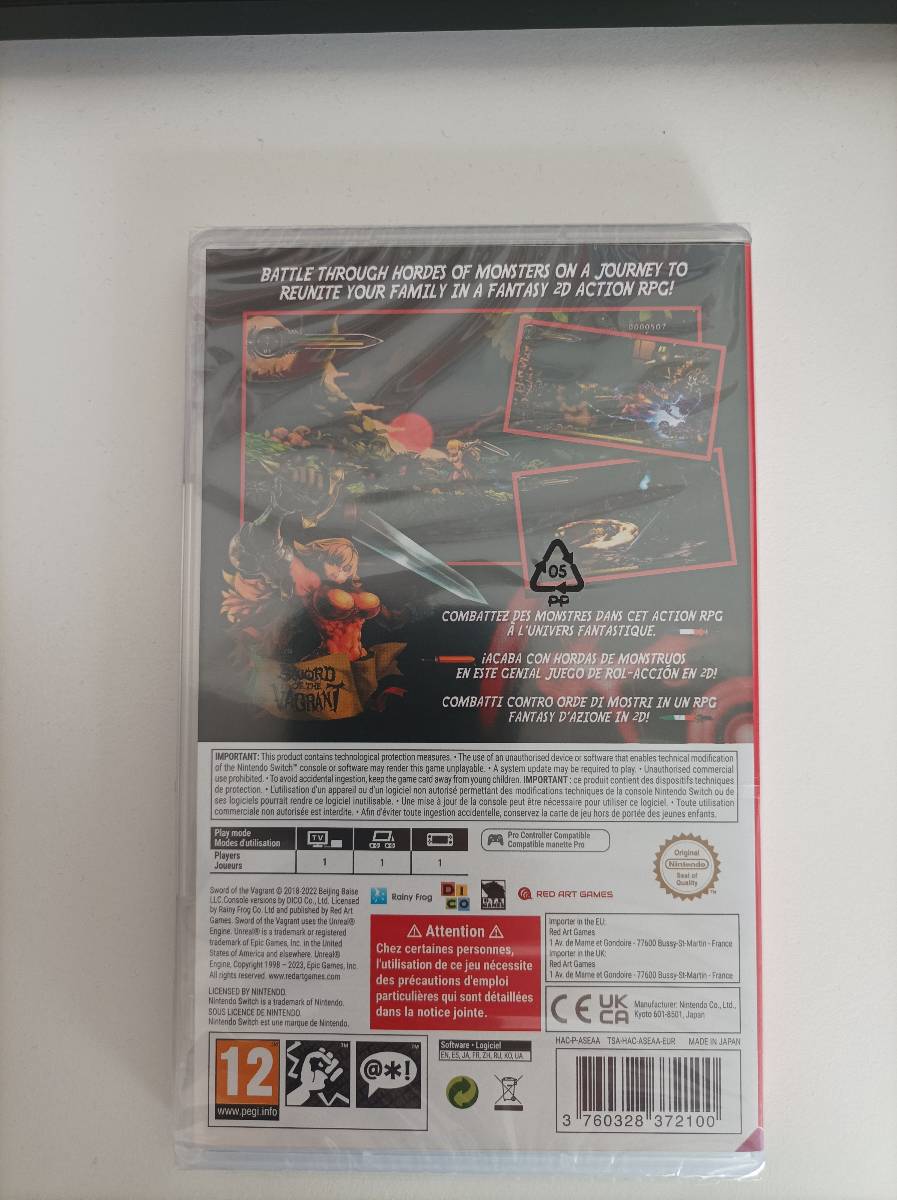 BATTLE THROUGH HORDES OF MONSTERS ON A JOURNEY TO
REUNITE YOUR FAMILY IN A FANTASY 2D ACTION RPG!
0000507
05
PP
COMBATTEZ DES MONSTRES DANS CET ACTION RPG
À L'UNIVERS FANTASTIQUE.
¡ACABA CON HORDAS DE MONSTRUOS
EN ESTE GENIAL JUEGO DE ROL-ACCIÓN EN 2D!
COMBATTI CONTRO ORDE DI MOSTRI IN UN RPG
FANTASY D'AZIONE IN 2D!
SWORD
OF THE
VAGRANT
IMPORTANT: This product contains technological protection measures. • The use of an unauthorised device or software that enables technical modification
of the Nintendo Switch™ console or software may render this game unplayable. • A system update may be required to play. • Unauthorised commercial
use prohibited. • To avoid accidental ingestion, keep the game card away from young children. IMPORTANT : ce produit contient des dispositifs techniques
de protection. • L'utilisation d'un appareil ou d'un logiciel non autorisé permettant des modifications techniques de la console Nintendo Switch ou de
ses logiciels pourrait rendre ce logiciel inutilisable. • Une mise à jour de la console peut être nécessaire pour utiliser ce logiciel. • Toute utilisation
commerciale non autorisée est interdite. • Afin d'éviter toute ingestion accidentelle, conservez la carte de jeu hors de portée des jeunes enfants.
Play mode
Modes d'utilisation
TV
Players
Joueurs
1 1 1
Pro Controller Compatible
Compatible manette Pro
Original
Nintendo
Seal of
Quality
TM
Sword of the Vagrant © 2018-2022 Beijing Baise
LLC.Console versions by DICO Co., Ltd. Licensed
by Rainy Frog Co. Ltd and published by Red Art
Games. Sword of the Vagrant uses the Unreal®
Engine. Unreal® is a trademark or registered
trademark of Epic Games, Inc. in the United
States of America and elsewhere. Unreal®
Engine, Copyright 1998 – 2023, Epic Games, Inc.
All rights reserved. www.redartgames.com
LICENSED BY NINTENDO.
Nintendo Switch is a trademark of Nintendo.
SOUS LICENCE DE NINTENDO.
Nintendo Switch est une marque de Nintendo.
Rainy Frog
DI
CO
RED ART GAMES
Attention
Chez certaines personnes,
l'utilisation de ce jeu nécessite
des précautions d'emploi
particulières qui sont détaillées
dans la notice jointe.
Importer in the EU:
Red Art Games
1 Av. de Marne et Gondoire - 77600 Bussy-St-Martin - France
Importer in the UK:
Red Art Games
1 Av. de Marne et Gondoire - 77600 Bussy-St-Martin - France
CE UK
CA
Manufacturer: Nintendo Co., Ltd.,
Kyoto 601-8501, Japan
HAC-P-ASEAA TSA-HAC-ASEAA-EUR MADE IN JAPAN
12
www.pegi.info
TM
@*!
TM
Software • Logiciel
EN, ES, JA, FR, ZH, RU, KO, UA
3 760328 372100